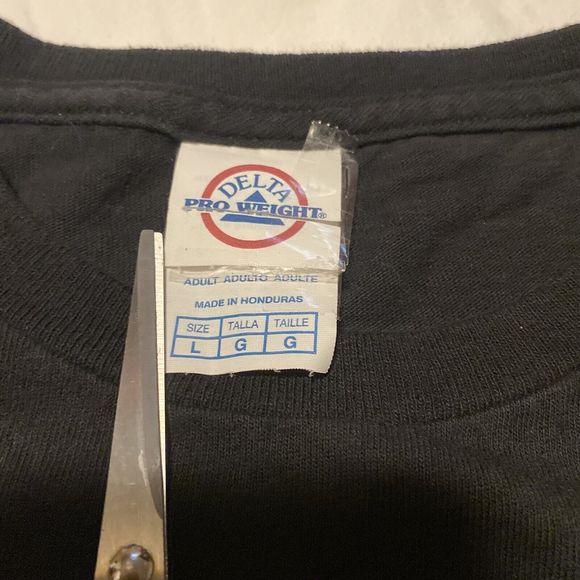 DELTA
PRO WEIGHT®
ADULT ADULTO ADULTE
MADE IN HONDURAS
SIZE TALLA TAILLE
L G G